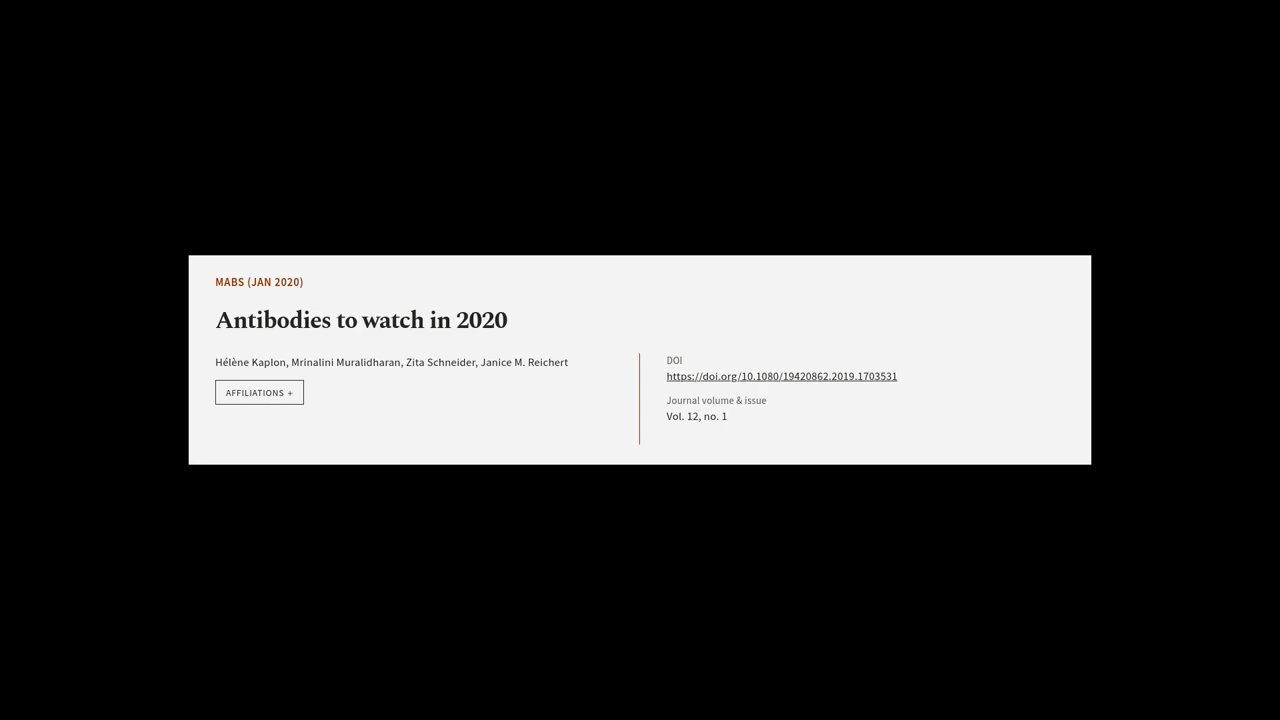 MABS (JAN 2020)
Antibodies to watch in 2020
Hélène Kaplon, Mrinalini Muralidharan, Zita Schneider, Janice M. Reichert
AFFILIATIONS +
DOI
https://doi.org/10.1080/19420862.2019.1703531
Journal volume & issue
Vol. 12, no. 1